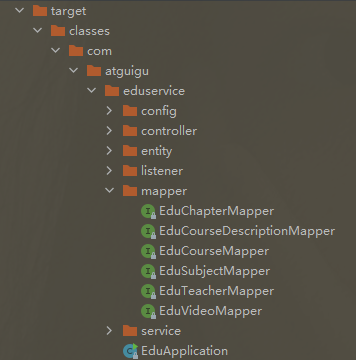 target
classes
com
atguigu
eduservice
config
controller
entity
listener
mapper
EduChapterMapper
EduCourseDescriptionMapper
EduCourseMapper
EduSubjectMapper
EduTeacherMapper
EduVideoMapper
service
EduApplication